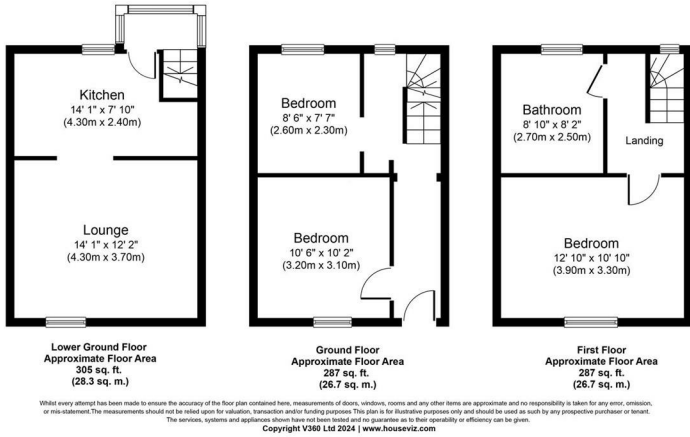 Kitchen
14' 1" x 7' 10"
(4.30m x 2.40m)
Lounge
14' 1" x 12' 2"
(4.30m x 3.70m)
Lower Ground Floor
Approximate Floor Area
305 sq. ft.
(28.3 sq. m.)
Bedroom
8' 6" x 7' 7"
(2.60m x 2.30m)
Bedroom
10' 6" x 10' 2"
(3.20m x 3.10m)
Ground Floor
Approximate Floor Area
287 sq. ft.
(26.7 sq. m.)
Bathroom
8' 10" x 8' 2"
(2.70m x 2.50m)
Landing
Bedroom
12' 10" x 10' 10"
(3.90m x 3.30m)
First Floor
Approximate Floor Area
287 sq. ft.
(26.7 sq. m.)
Whilst every attempt has been made to ensure the accuracy of the floor plan contained here, measurements of doors, windows, rooms and any other items are approximate and no responsibility is taken for any error, omission,
or mis-statement.The measurements should not be relied upon for valuation, transaction and/or funding purposes This plan is for illustrative purposes only and should be used as such by any prospective purchaser or tenant.
The services, systems and appliances shown have not been tested and no guarantee as to their operability or efficiency can be given.
Copyright V360 Ltd 2024 | www.houseviz.com